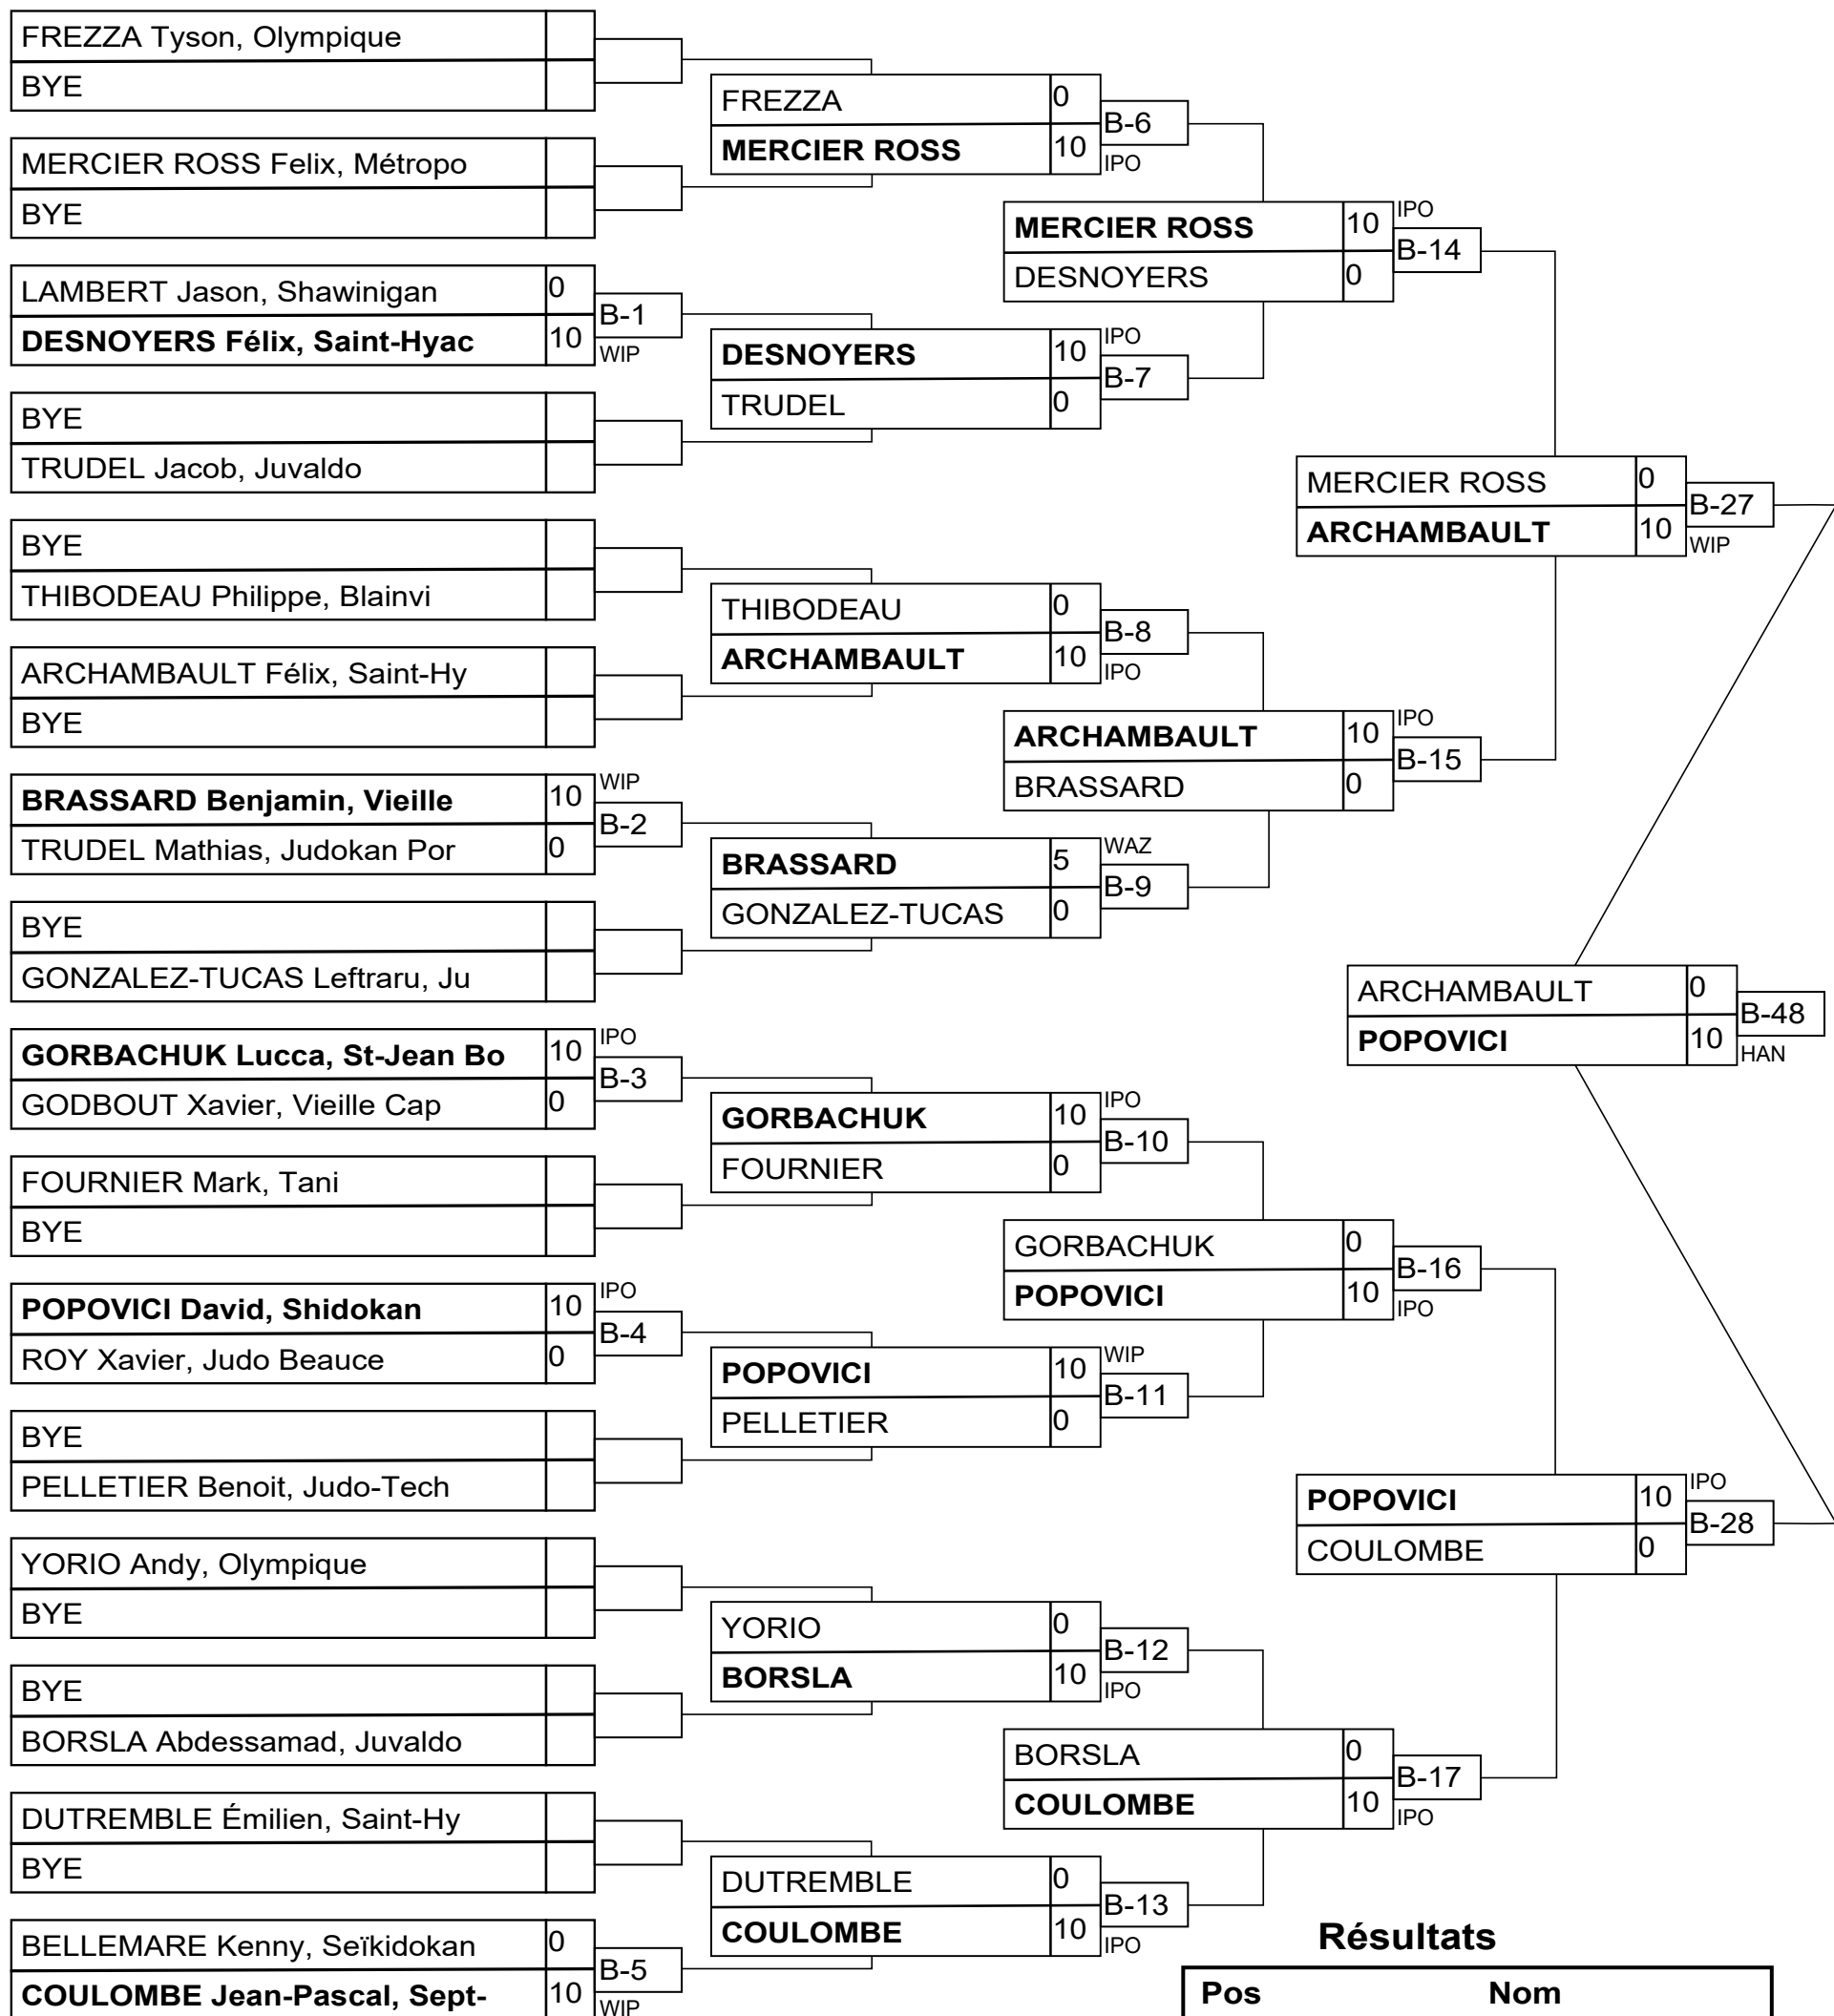 FREZZA Tyson, Olympique
BYE
MERCIER ROSS Felix, Métropo
BYE
LAMBERT Jason, Shawinigan 0
B-1
DESNOYERS Félix, Saint-Hyac 10
WIP
BYE
TRUDEL Jacob, Juvaldo
BYE
THIBODEAU Philippe, Blainvi
ARCHAMBAULT Félix, Saint-Hy
BYE
WIP
BRASSARD Benjamin, Vieille 10
B-2
TRUDEL Mathias, Judokan Por 0
BYE
GONZALEZ-TUCAS Leftraru, Ju
IPO
GORBACHUK Lucca, St-Jean Bo 10
B-3
GODBOUT Xavier, Vieille Cap 0
FOURNIER Mark, Tani
BYE
IPO
POPOVICI David, Shidokan 10
B-4
ROY Xavier, Judo Beauce 0
BYE
PELLETIER Benoit, Judo-Tech
YORIO Andy, Olympique
BYE
BYE
BORSLA Abdessamad, Juvaldo
DUTREMBLE Émilien, Saint-Hy
BYE
BELLEMARE Kenny, Seïkidokan 0
B-5
COULOMBE Jean-Pascal, Sept- 10
WIP
FREZZA 0
B-6
MERCIER ROSS 10
IPO
IPO
DESNOYERS 10
B-7
TRUDEL 0
THIBODEAU 0
B-8
ARCHAMBAULT 10
IPO
WAZ
BRASSARD 5
B-9
GONZALEZ-TUCAS 0
IPO
GORBACHUK 10
B-10
FOURNIER 0
WIP
POPOVICI 10
B-11
PELLETIER 0
YORIO 0
B-12
BORSLA 10
IPO
DUTREMBLE 0
B-13
COULOMBE 10
IPO
IPO
MERCIER ROSS 10
B-14
DESNOYERS 0
IPO
ARCHAMBAULT 10
B-15
BRASSARD 0
GORBACHUK 0
B-16
POPOVICI 10
IPO
BORSLA 0
B-17
COULOMBE 10
IPO
MERCIER ROSS 0
B-27
ARCHAMBAULT 10
WIP
IPO
POPOVICI 10
B-28
COULOMBE 0
ARCHAMBAULT 0
B-48
POPOVICI 10
HAN
Résultats
Pos Nom